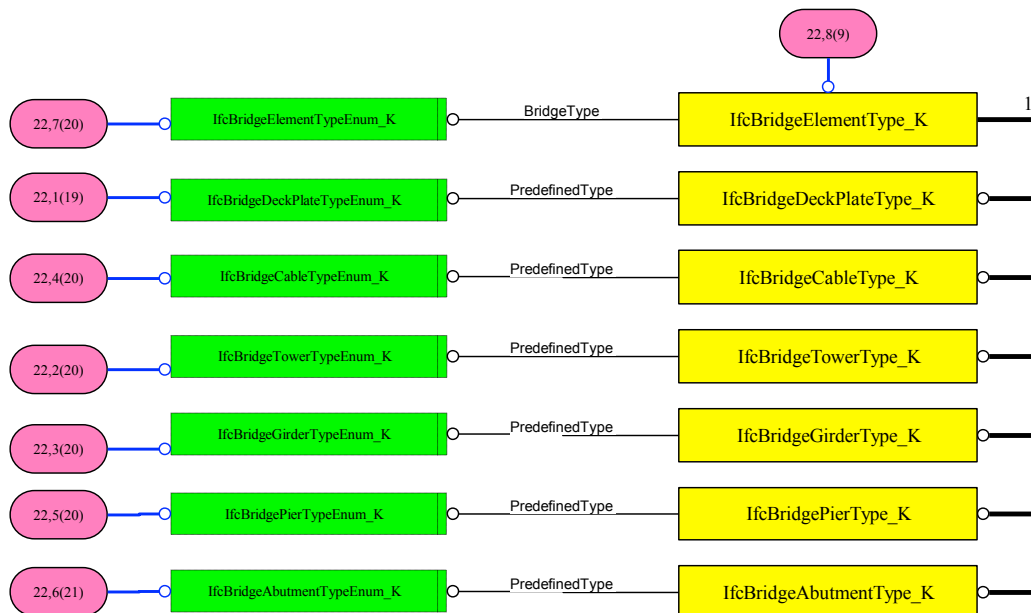 22,8(9)
22,7(20) IfcBridgeElementTypeEnum_K BridgeType IfcBridgeElementType_K 1
22,1(19) IfcBridgeDeckPlateTypeEnum_K PredefinedType IfcBridgeDeckPlateType_K
22,4(20) IfcBridgeCableTypeEnum_K PredefinedType IfcBridgeCableType_K
22,2(20) IfcBridgeTowerTypeEnum_K PredefinedType IfcBridgeTowerType_K
22,3(20) IfcBridgeGirderTypeEnum_K PredefinedType IfcBridgeGirderType_K
22,5(20) IfcBridgePierTypeEnum_K PredefinedType IfcBridgePierType_K
22,6(21) IfcBridgeAbutmentTypeEnum_K PredefinedType IfcBridgeAbutmentType_K